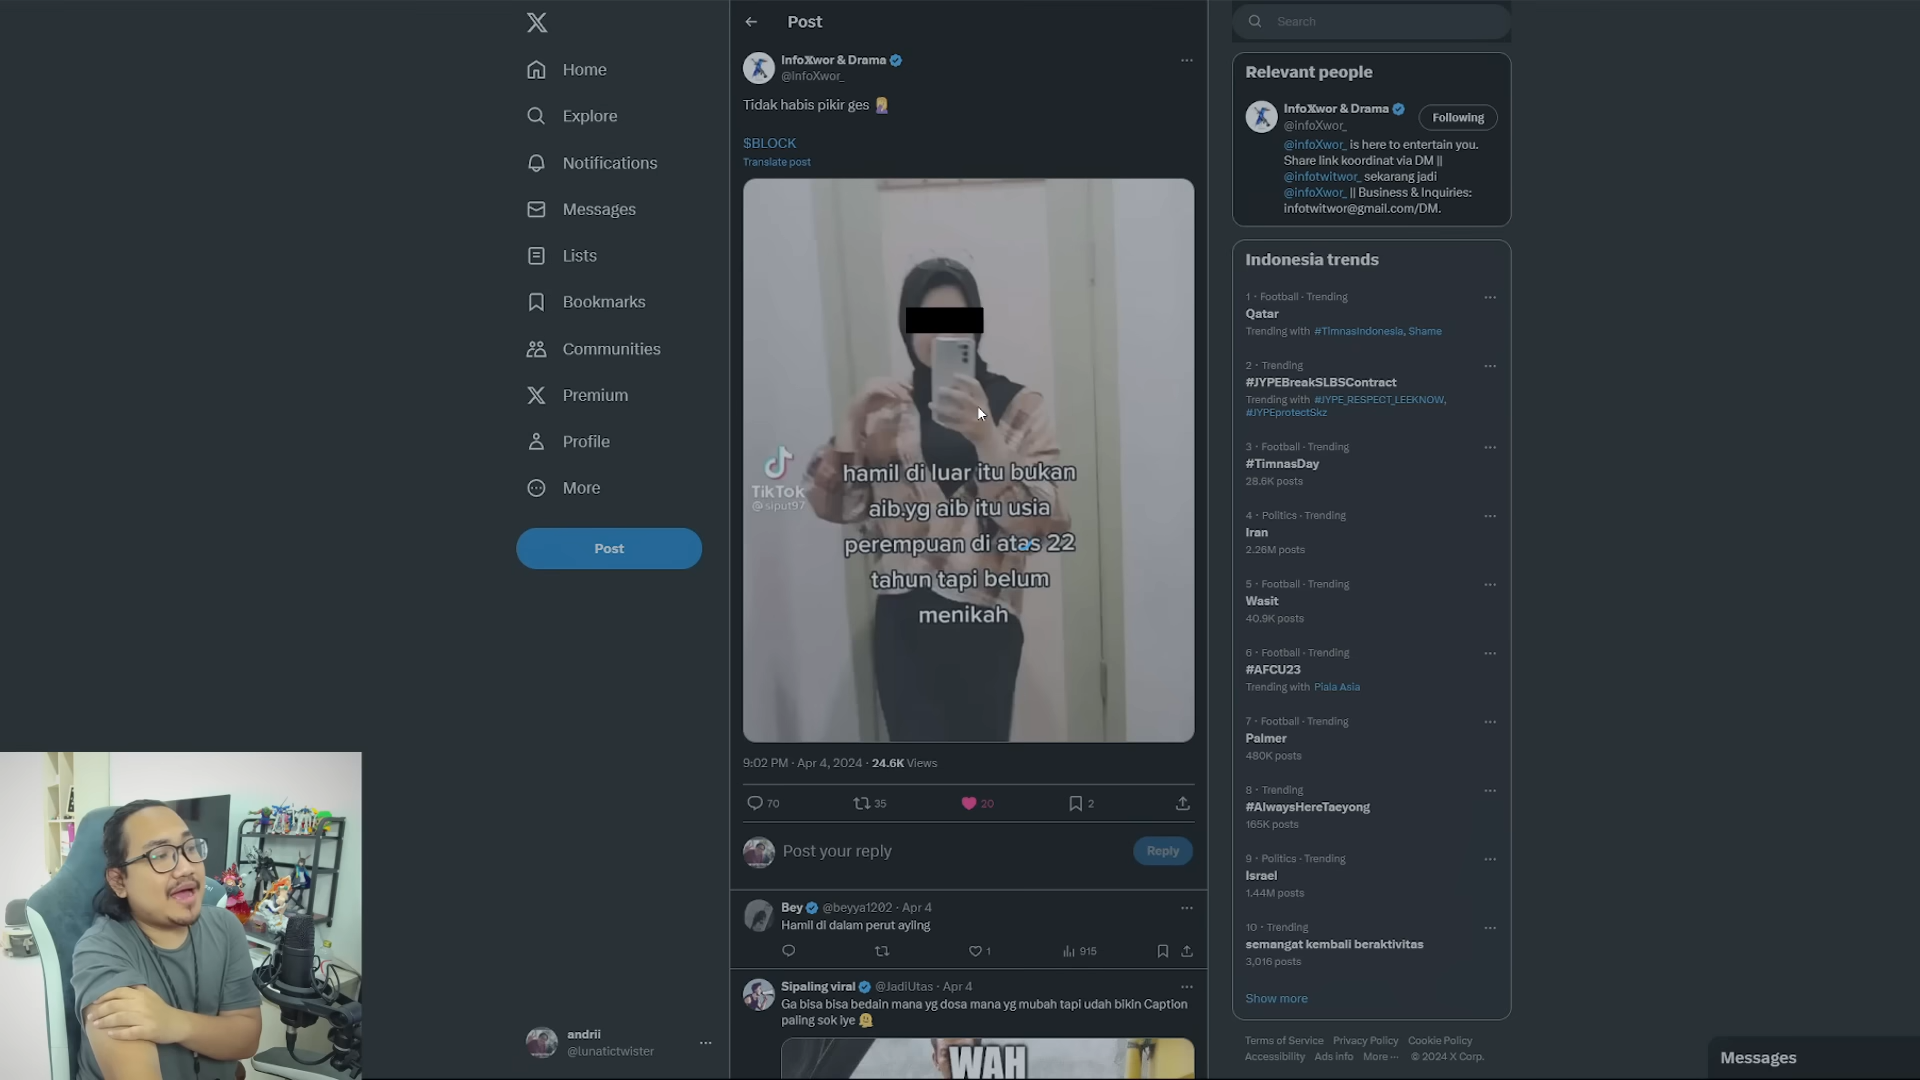 Home
Explore
Notifications
Messages
Lists
Bookmarks
Communities
Premium
Profile
More
Post
andrii
@lunatictwister
Post
InfoXwor & Drama
@InfoXwor_
Tidak habis pikir ges 🤦‍♀️
$BLOCK
Translate post
TikTok
@siput97
hamil di luar itu bukan
aib.yg aib itu usia
perempuan di atas 22
tahun tapi belum
menikah
9:02 PM · Apr 4, 2024 · 24.6K Views
70
35
20
2
Post your reply
Reply
Bey @beyya1202 · Apr 4
Hamil di dalam perut ayling
1
915
Sipaling viral @JadiUtas · Apr 4
Ga bisa bisa bedain mana yg dosa mana yg mubah tapi udah bikin Caption
paling sok iye 🫠
WAH
Search
Relevant people
InfoXwor & Drama
@infoXwor_
Following
@infoXwor_ is here to entertain you.
Share link koordinat via DM ||
@infotwitwor_ sekarang jadi
@infoXwor_ || Business & Inquiries:
infotwitwor@gmail.com/DM.
Indonesia trends
1 · Football · Trending
Qatar
Trending with #TimnasIndonesia, Shame
2 · Trending
#JYPEBreakSLBSContract
Trending with #JYPE_RESPECT_LEEKNOW,
#JYPEprotectSkz
3 · Football · Trending
#TimnasDay
28.6K posts
4 · Politics · Trending
Iran
2.26M posts
5 · Football · Trending
Wasit
40.9K posts
6 · Football · Trending
#AFCU23
Trending with Piala Asia
7 · Football · Trending
Palmer
480K posts
8 · Trending
#AlwaysHereTaeyong
165K posts
9 · Politics · Trending
Israel
1.44M posts
10 · Trending
semangat kembali beraktivitas
3,016 posts
Show more
Terms of Service Privacy Policy Cookie Policy
Accessibility Ads info More ··· © 2024 X Corp.
Messages